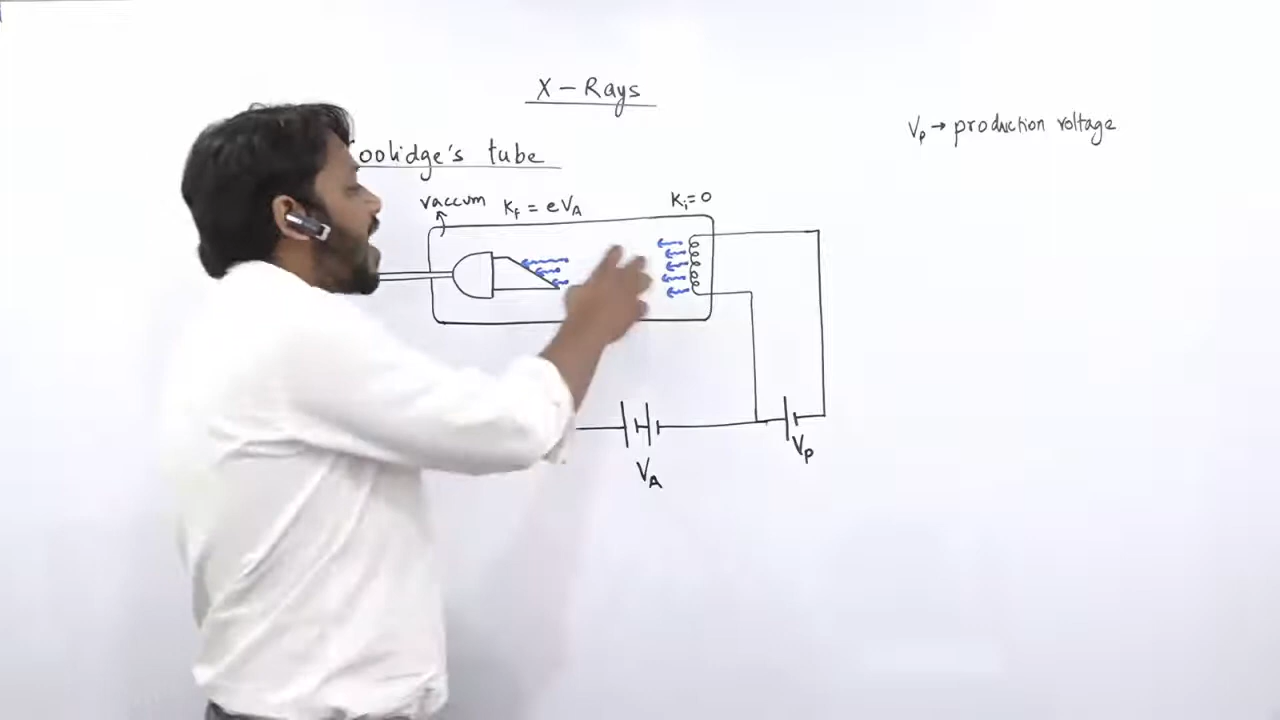 X - Rays
oolidge's tube
Vp → production voltage
vaccum
Kf = eVA
Ki = 0
VA
Vp